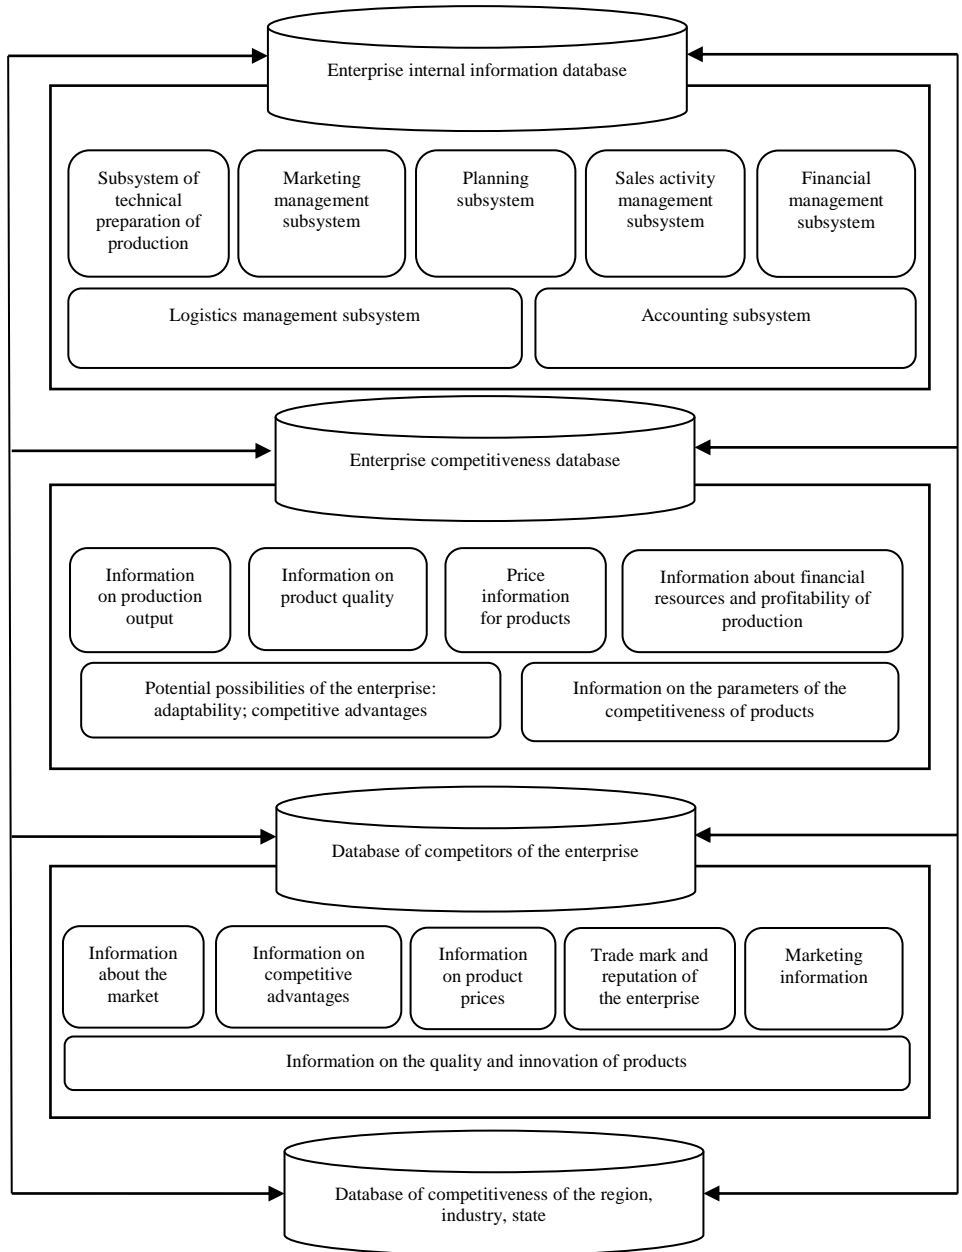 Enterprise internal information database
Subsystem of
technical
preparation of
production
Marketing
management
subsystem
Planning
subsystem
Sales activity
management
subsystem
Financial
management
subsystem
Logistics management subsystem
Accounting subsystem
Enterprise competitiveness database
Information
on production
output
Information on
product quality
Price
information
for products
Information about financial
resources and profitability of
production
Potential possibilities of the enterprise:
adaptability; competitive advantages
Information on the parameters of the
competitiveness of products
Database of competitors of the enterprise
Information
about the
market
Information on
competitive
advantages
Information
on product
prices
Trade mark and
reputation of
the enterprise
Marketing
information
Information on the quality and innovation of products
Database of competitiveness of the region,
industry, state